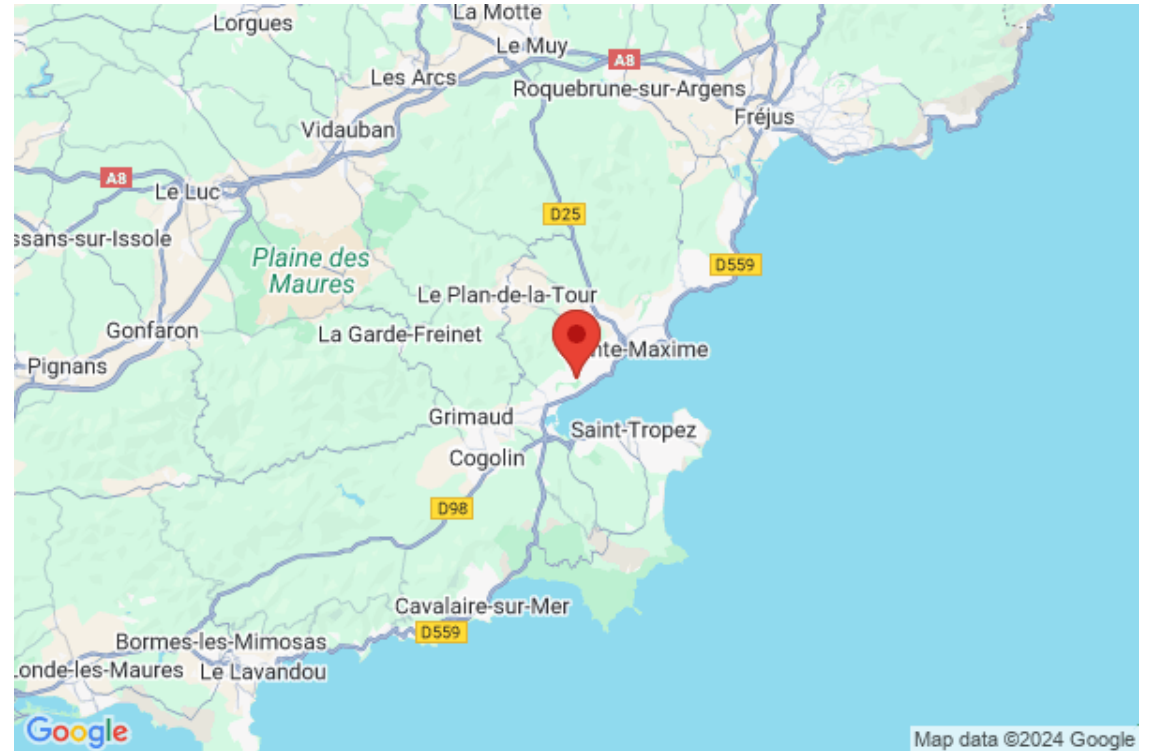 La Motte
Lorgues
Le Muy
A8
Les Arcs
Roquebrune-sur-Argens
Fréjus
Vidauban
A8
Le Luc
D25
ssans-sur-Issole
Plaine des
Maures
D559
Le Plan-de-la-Tour
Gonfaron
La Garde-Freinet
nte-Maxime
Pignans
Grimaud
Saint-Tropez
Cogolin
D98
Cavalaire-sur-Mer
D559
Bormes-les-Mimosas
Londe-les-Maures
Le Lavandou
Google
Map data ©2024 Google